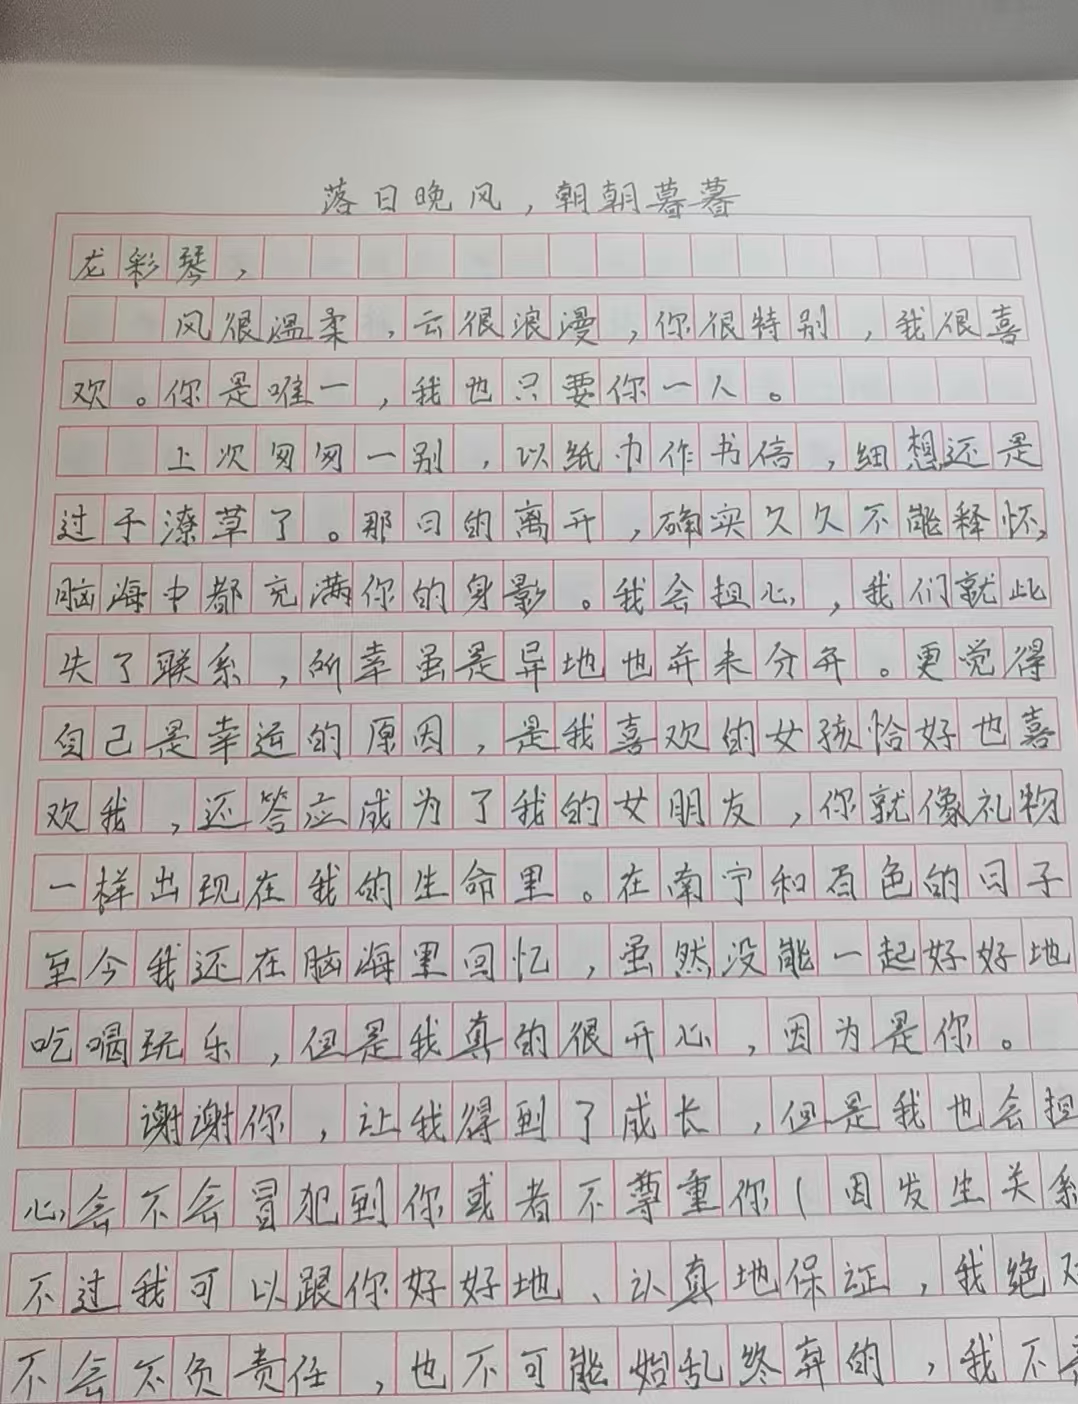 落日晚风，朝朝暮暮
龙彩琴，
风很温柔，云很浪漫，你很特别，我很喜
欢。你是唯一，我也只要你一人。
上次匆匆一别，以纸巾作书信，细想还是
过于潦草了。那日的离开，确实久久不能释怀，
脑海中都充满你的身影。我会担心，我们就此
失了联系，所幸虽是异地也并未分开。更觉得
自己是幸运的原因，是我喜欢的女孩恰好也喜
欢我，还答应成为了我的女朋友，你就像礼物
一样出现在我的生命里。在南宁和百色的日子
至今我还在脑海里回忆，虽然没能一起好好地
吃喝玩乐，但是我真的很开心，因为是你。
谢谢你，让我得到了成长，但是我也会担
心会不会冒犯到你或者不尊重你（因发生关系
不过我可以跟你好好地、认真地保证，我绝对
不会不负责任，也不可能始乱终弃的，我不